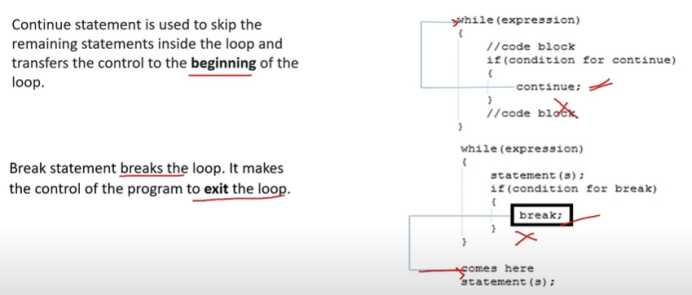 Continue statement is used to skip the
remaining statements inside the loop and
transfers the control to the beginning of the
loop.
while(expression)
{
//code block
if(condition for continue)
{
continue;
}
//code block
}
Break statement breaks the loop. It makes
the control of the program to exit the loop.
while(expression)
{
statement(s);
if(condition for break)
{
break;
}
}
comes here
statement(s);